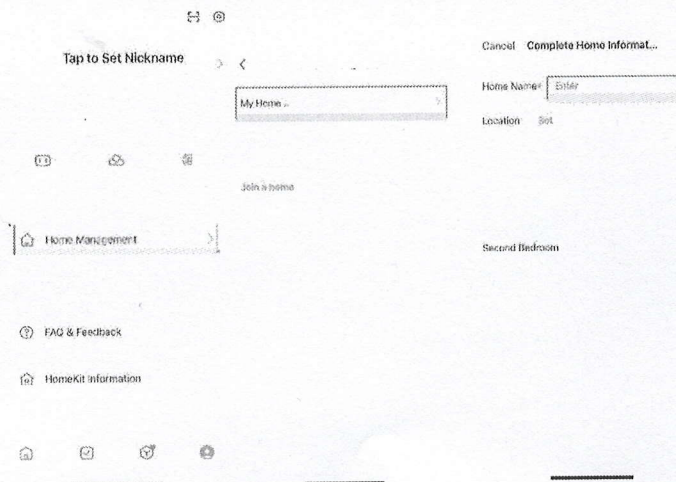 Tap to Set Nickname
Home Management
FAQ & Feedback
HomeKit Information
My Home
Join a home
Cancel Complete Home Informat...
Home Name* Enter
Location Set
Second Bedroom